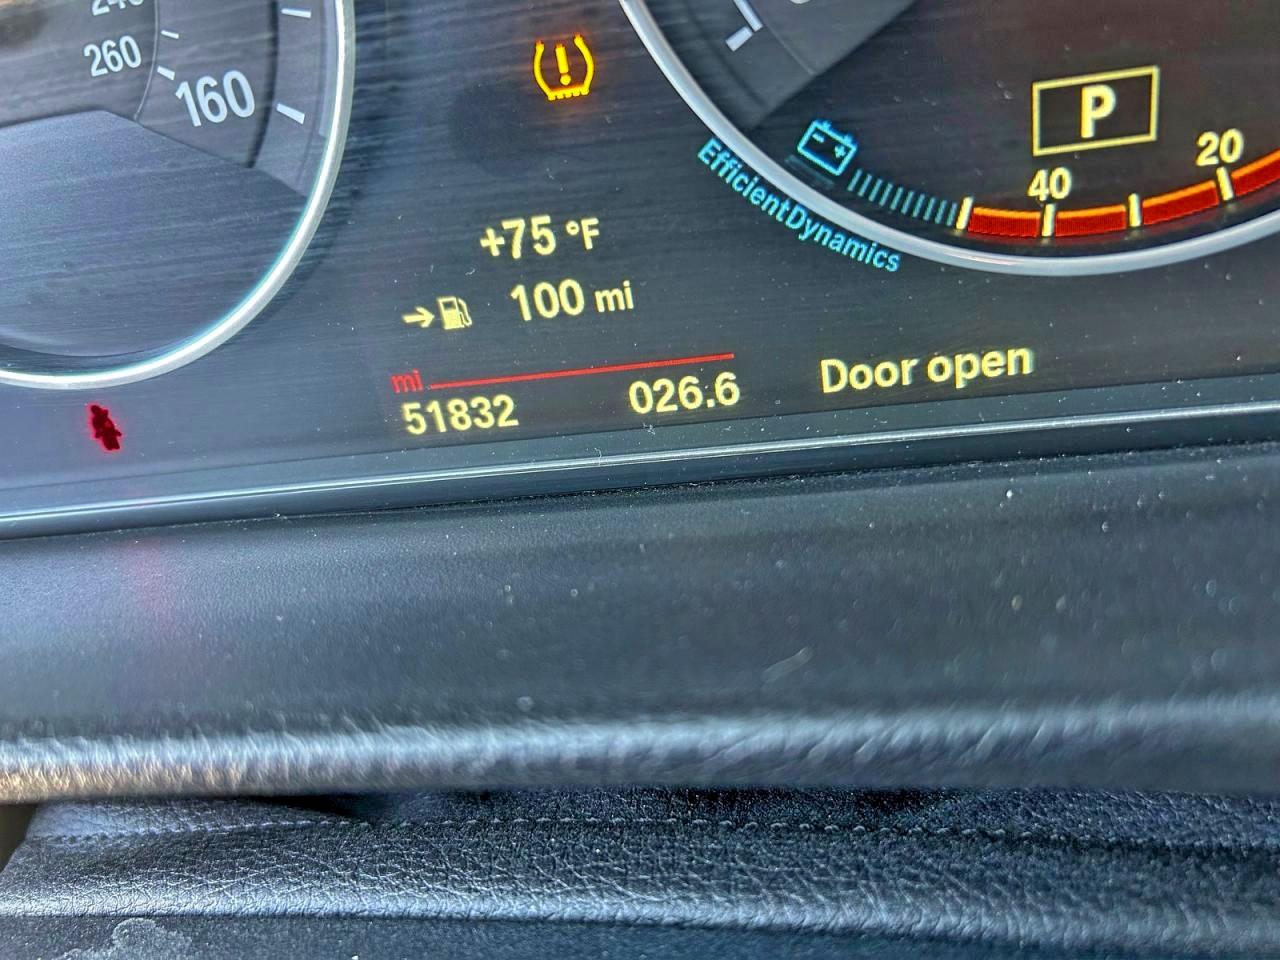 260
160
P
20
40
EfficientDynamics
+75 °F
100 mi
mi
51832 026.6
Door open